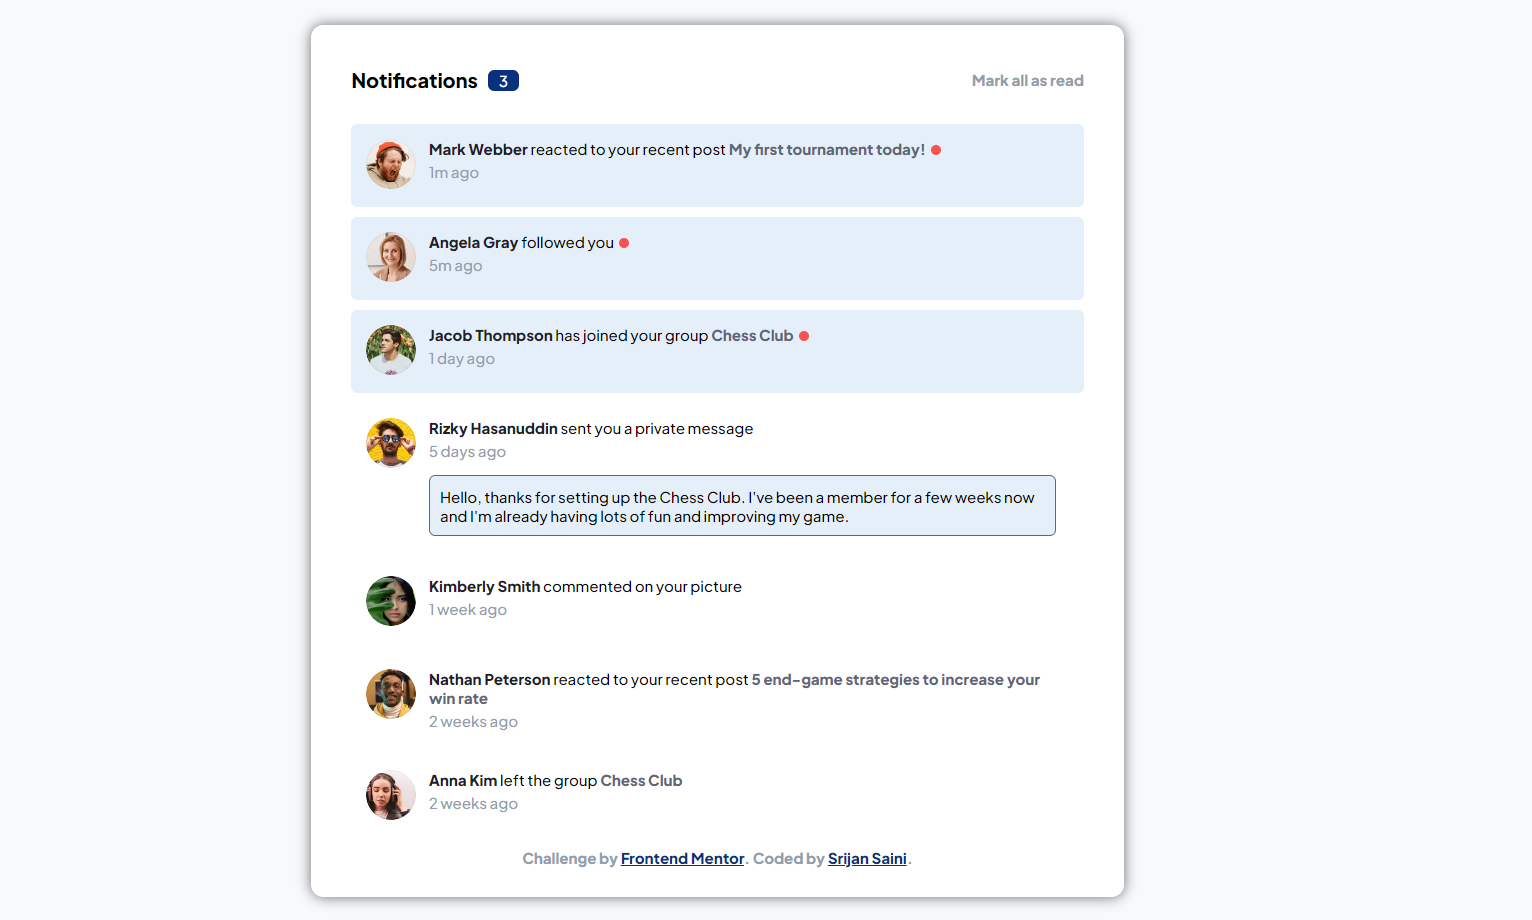 Notifications 3 Mark all as read
Mark Webber reacted to your recent post My first tournament today!
1m ago
Angela Gray followed you
5m ago
Jacob Thompson has joined your group Chess Club
1 day ago
Rizky Hasanuddin sent you a private message
5 days ago
Hello, thanks for setting up the Chess Club. I've been a member for a few weeks now
and I'm already having lots of fun and improving my game.
Kimberly Smith commented on your picture
1 week ago
Nathan Peterson reacted to your recent post 5 end-game strategies to increase your
win rate
2 weeks ago
Anna Kim left the group Chess Club
2 weeks ago
Challenge by Frontend Mentor. Coded by Srijan Saini.